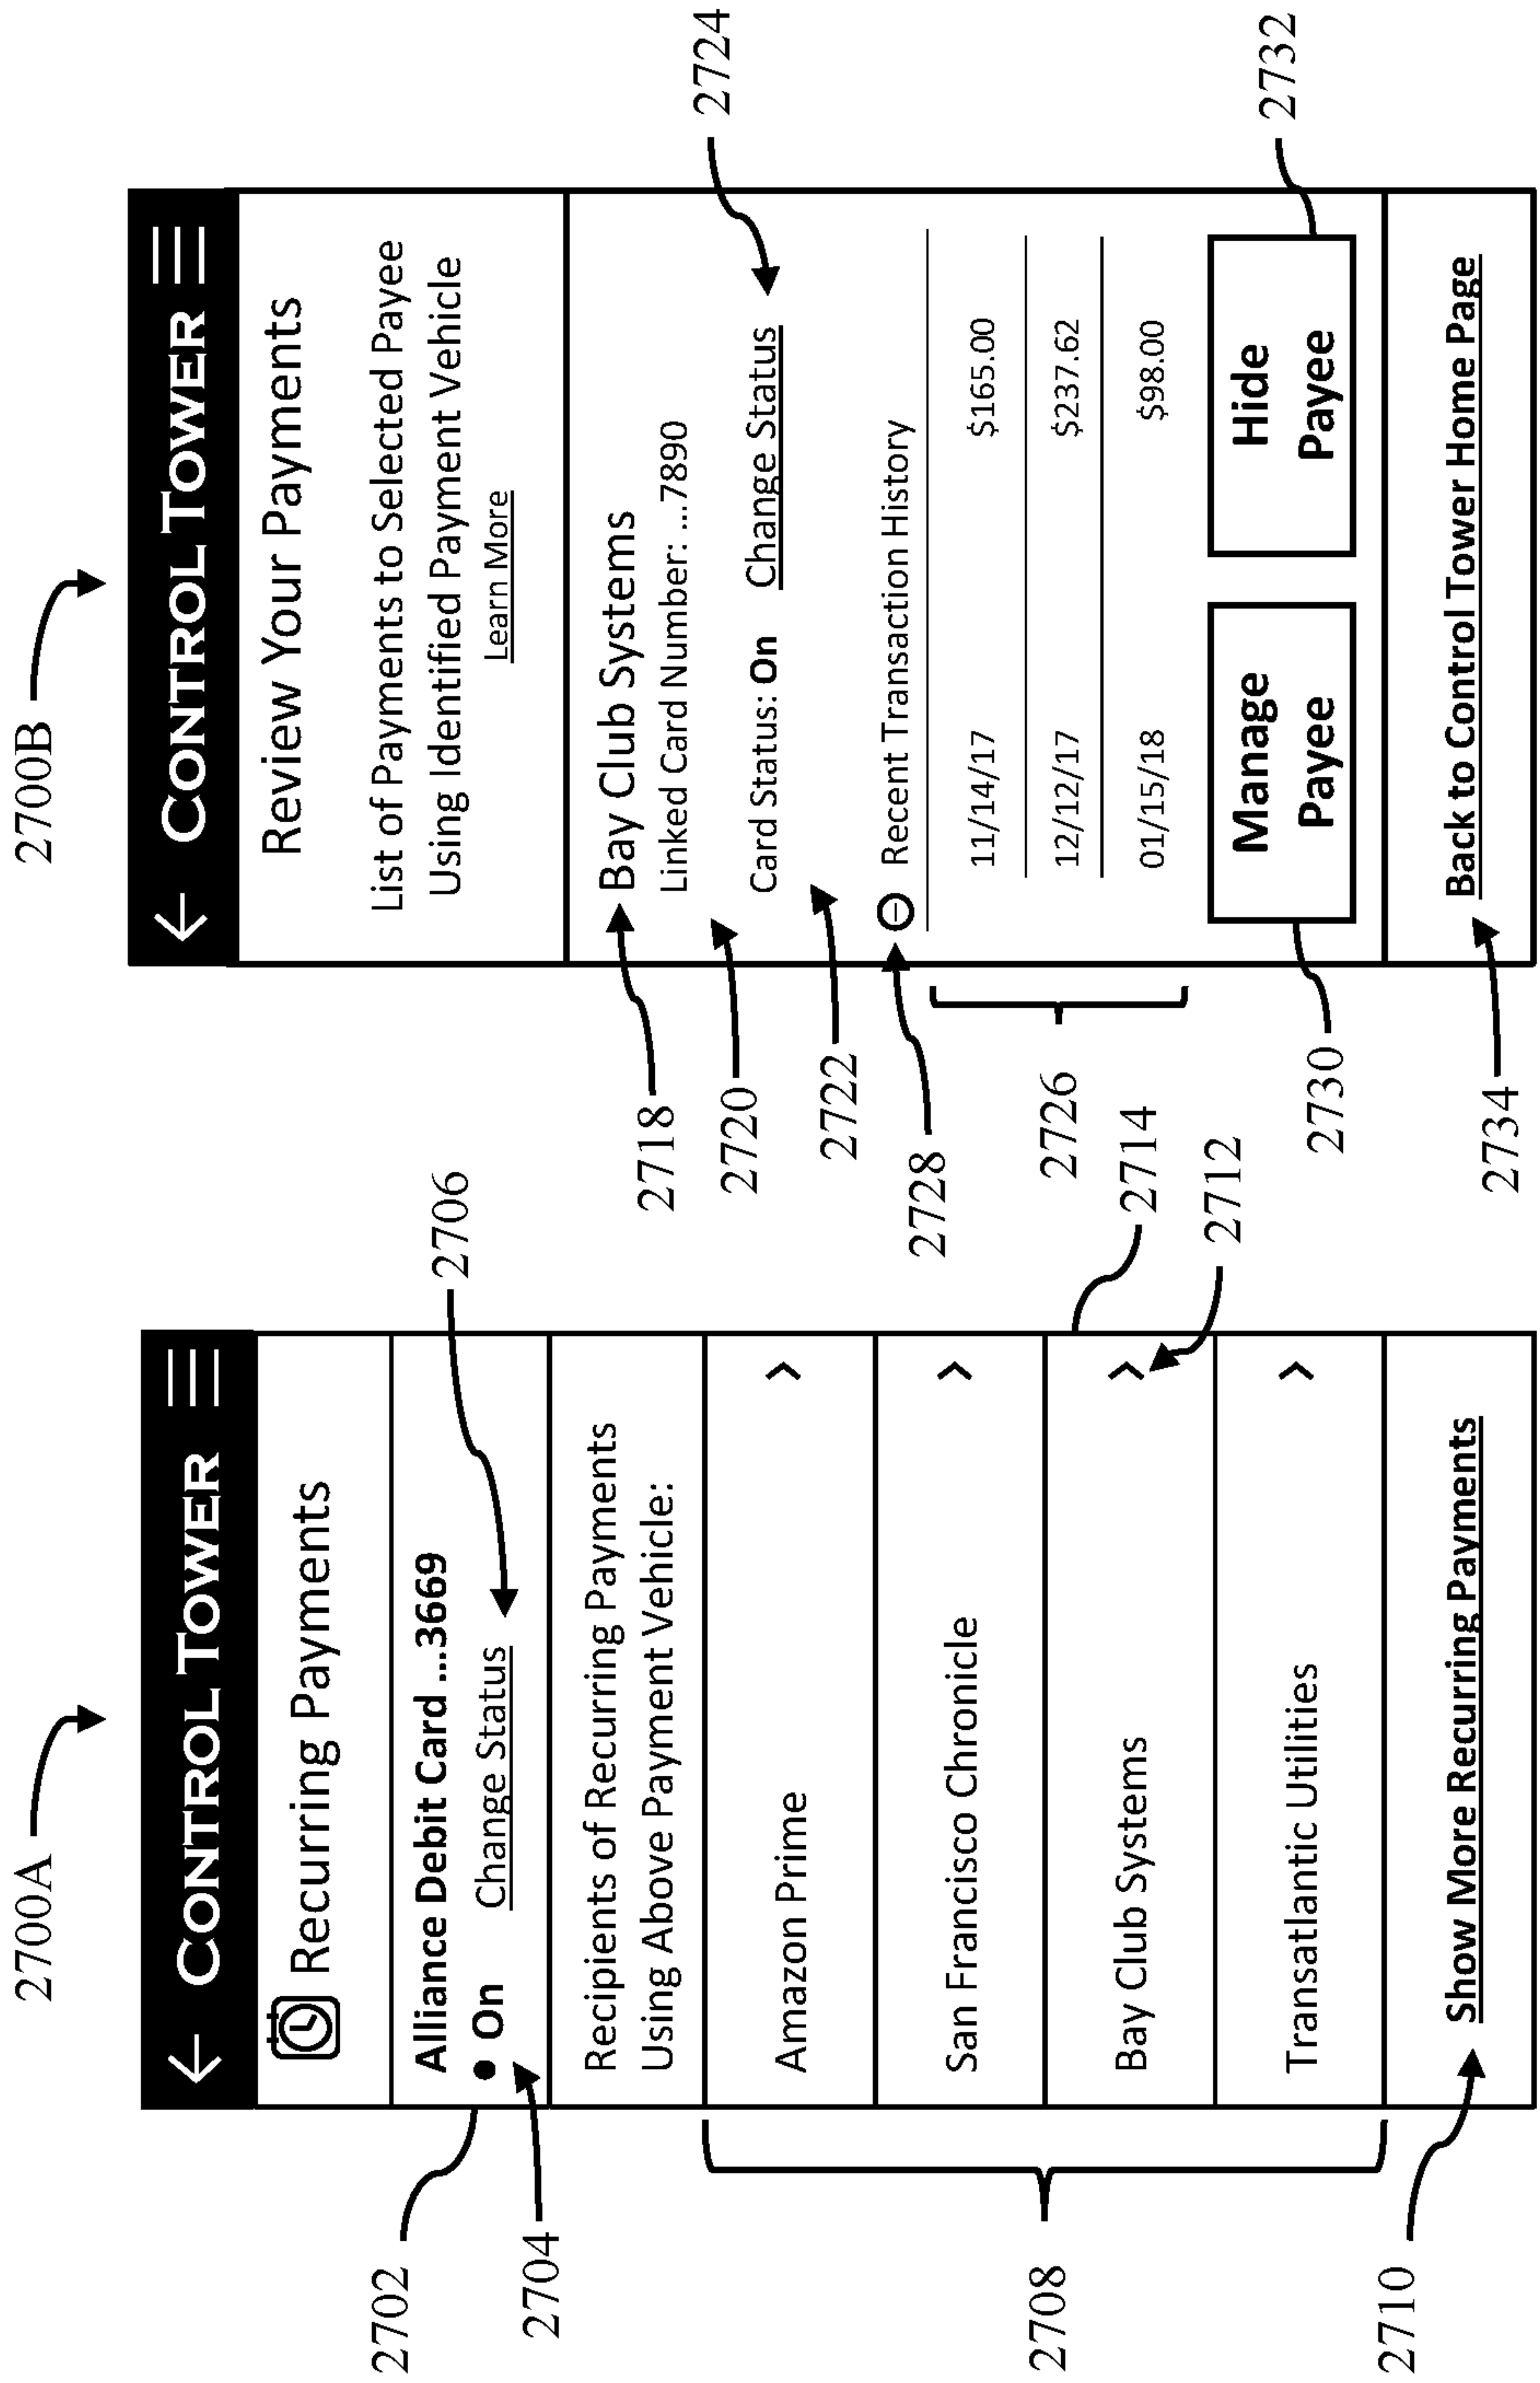 2700A
← CONTROL TOWER
Recurring Payments
Alliance Debit Card ...3669
● On Change Status
Recipients of Recurring Payments
Using Above Payment Vehicle:
Amazon Prime >
San Francisco Chronicle >
Bay Club Systems >
Transatlantic Utilities >
Show More Recurring Payments
2702
2704
2706
2708
2710
2714
2712
2700B
← CONTROL TOWER
Review Your Payments
List of Payments to Selected Payee
Using Identified Payment Vehicle
Learn More
Bay Club Systems
Linked Card Number: ...7890
Card Status: On Change Status
Recent Transaction History
11/14/17 $165.00
12/12/17 $237.62
01/15/18 $98.00
Manage
Payee
Hide
Payee
Back to Control Tower Home Page
2718
2720
2722
2724
2728
2726
2730
2732
2734